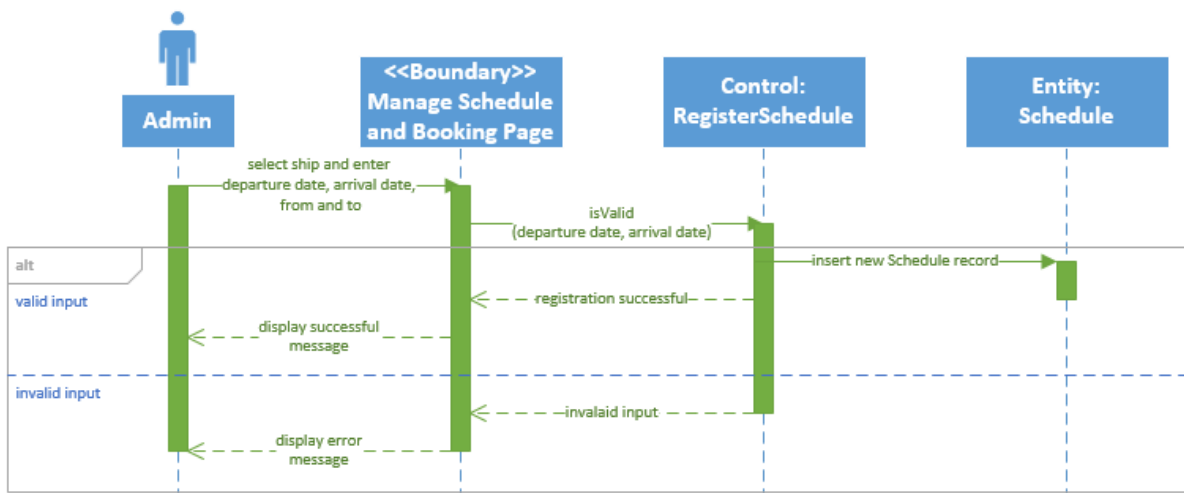 Admin
<<Boundary>>
Manage Schedule
and Booking Page
Control:
RegisterSchedule
Entity:
Schedule
select ship and enter
departure date, arrival date,
from and to
isValid
(departure date, arrival date)
alt
insert new Schedule record
valid input
registration successful
display successful
message
invalid input
invalaid input
display error
message